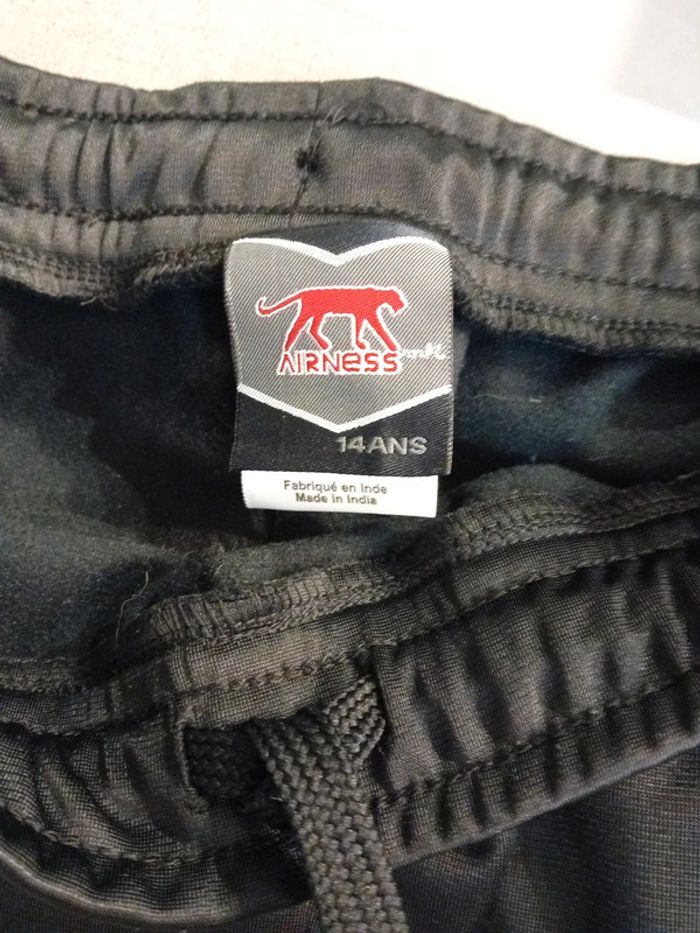 AIRNESS
14ANS
Fabriqué en Inde
Made in India